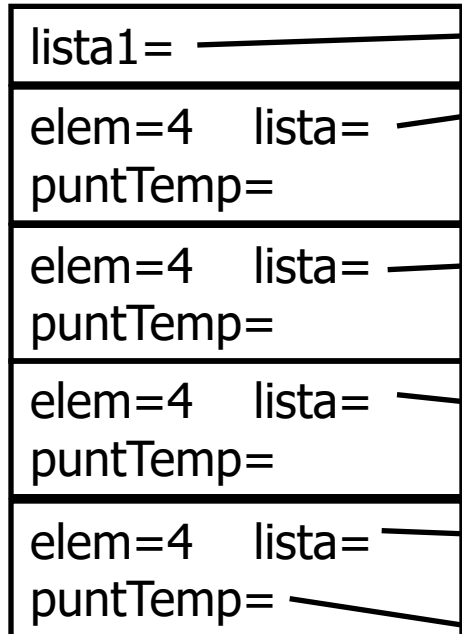 lista1=
elem=4 lista=
puntTemp=
elem=4 lista=
puntTemp=
elem=4 lista=
puntTemp=
elem=4 lista=
puntTemp=